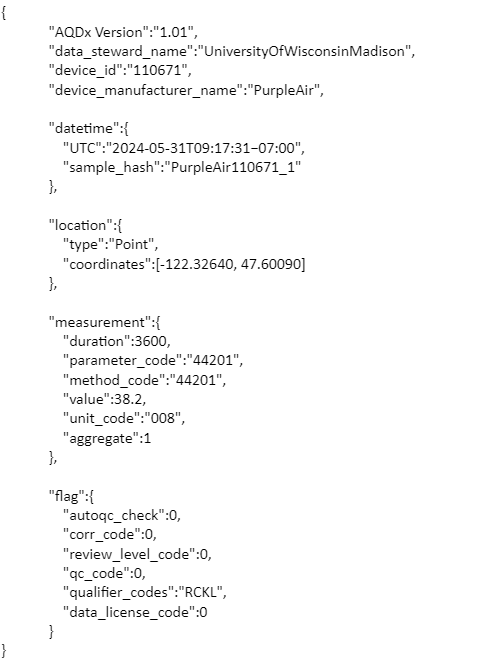 {
"AQDx Version":"1.01",
"data_steward_name":"UniversityOfWisconsinMadison",
"device_id":"110671",
"device_manufacturer_name":"PurpleAir",
"datetime":{
"UTC":"2024-05-31T09:17:31−07:00",
"sample_hash":"PurpleAir110671_1"
},
"location":{
"type":"Point",
"coordinates":[-122.32640, 47.60090]
},
"measurement":{
"duration":3600,
"parameter_code":"44201",
"method_code":"44201",
"value":38.2,
"unit_code":"008",
"aggregate":1
},
"flag":{
"autoqc_check":0,
"corr_code":0,
"review_level_code":0,
"qc_code":0,
"qualifier_codes":"RCKL",
"data_license_code":0
}
}